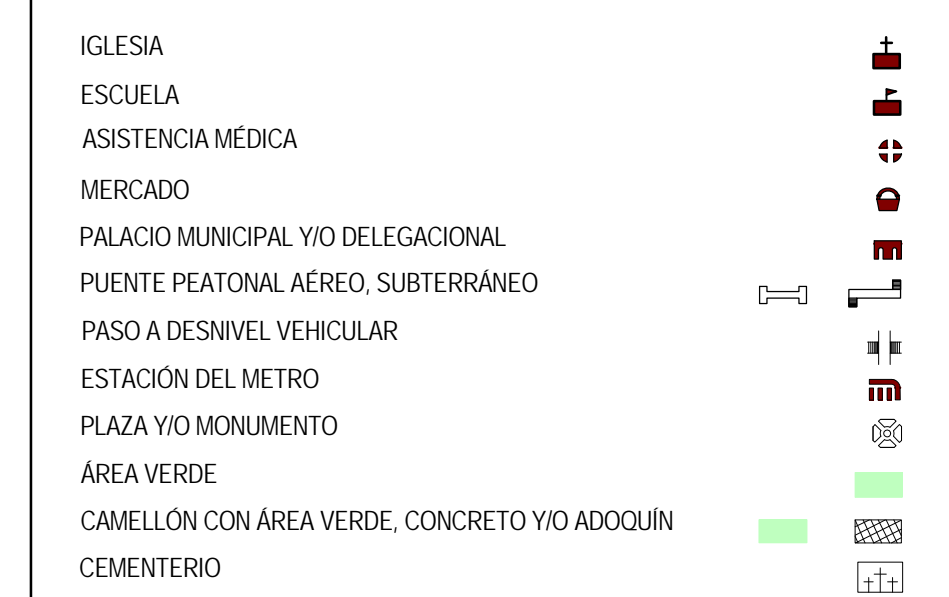 IGLESIA
ESCUELA
ASISTENCIA MÉDICA
MERCADO
PALACIO MUNICIPAL Y/O DELEGACIONAL
PUENTE PEATONAL AÉREO, SUBTERRÁNEO
PASO A DESNIVEL VEHICULAR
ESTACIÓN DEL METRO
PLAZA Y/O MONUMENTO
ÁREA VERDE
CAMELLÓN CON ÁREA VERDE, CONCRETO Y/O ADOQUÍN
CEMENTERIO